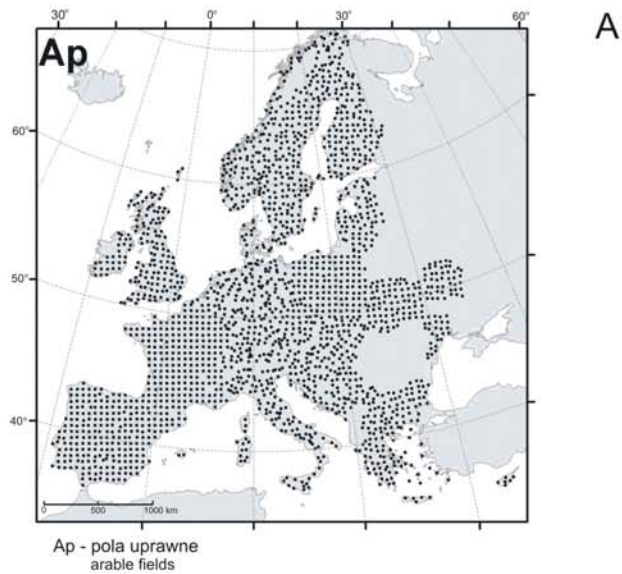 30° 0° 30° 60°
A
Ap
60°
50°
40°
0 500 1000 km
Ap - pola uprawne
arable fields